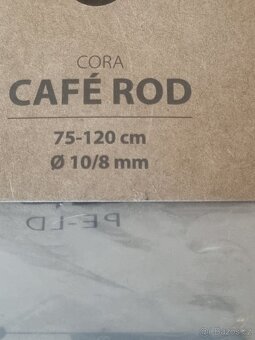 CORA
CAFÉ ROD
75-120 cm
Ø 10/8 mm
PE-LD